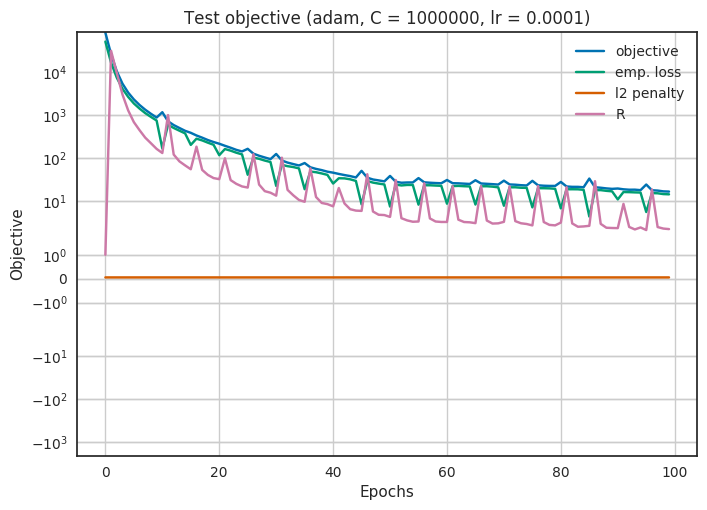 Test objective (adam, C = 1000000, lr = 0.0001)
objective
emp. loss
l2 penalty
R
Objective
10⁴
10³
10²
10¹
10⁰
0
−10⁰
−10¹
−10²
−10³
0 20 40 60 80 100
Epochs